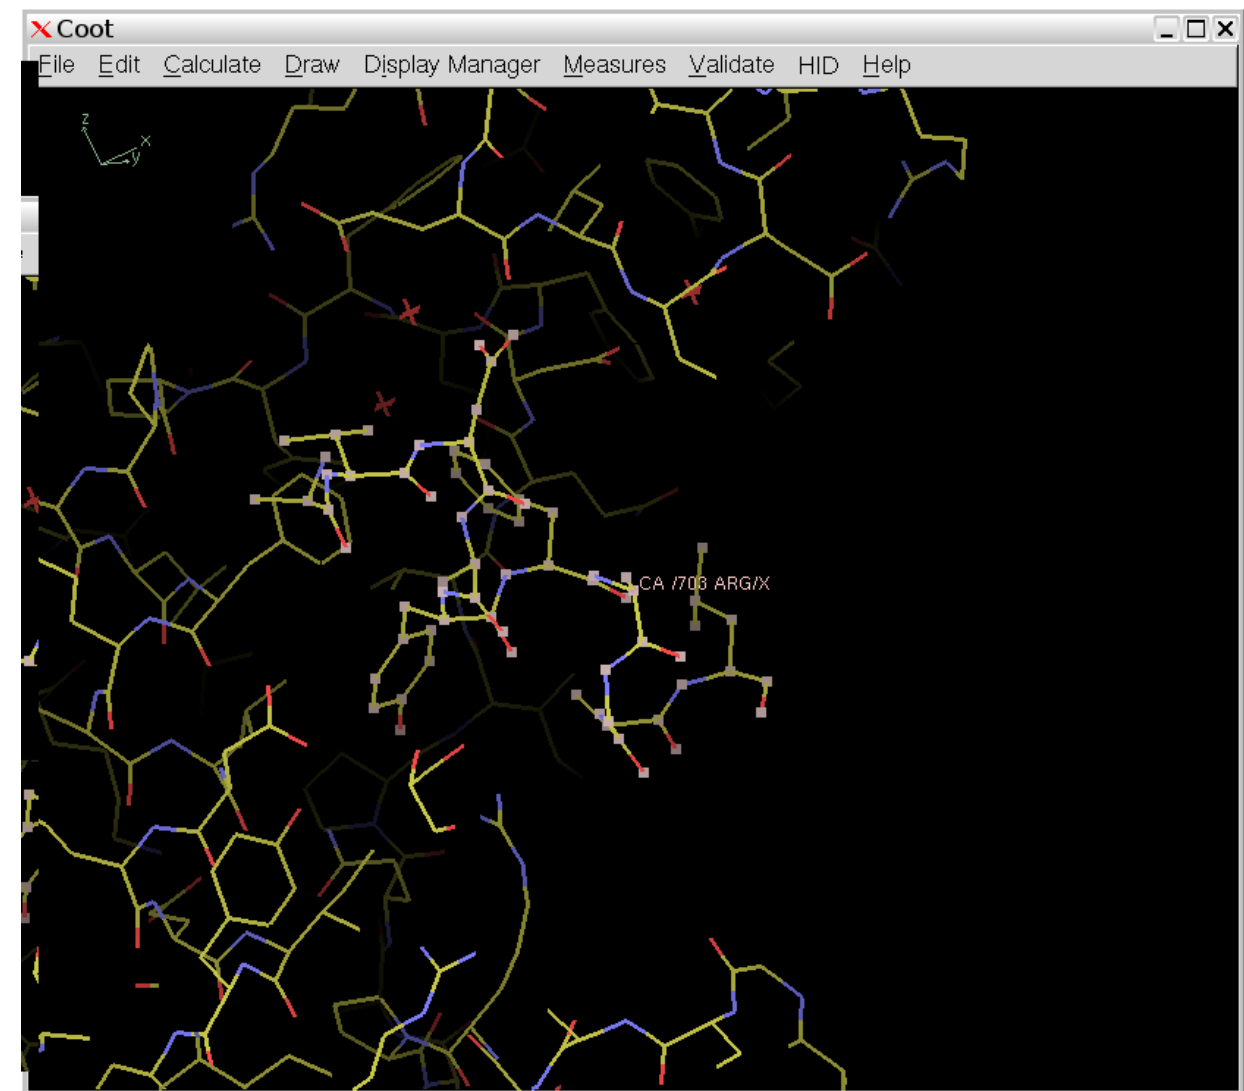 Coot
File Edit Calculate Draw Display Manager Measures Validate HID Help
z
x
y
CA /703 ARG/X